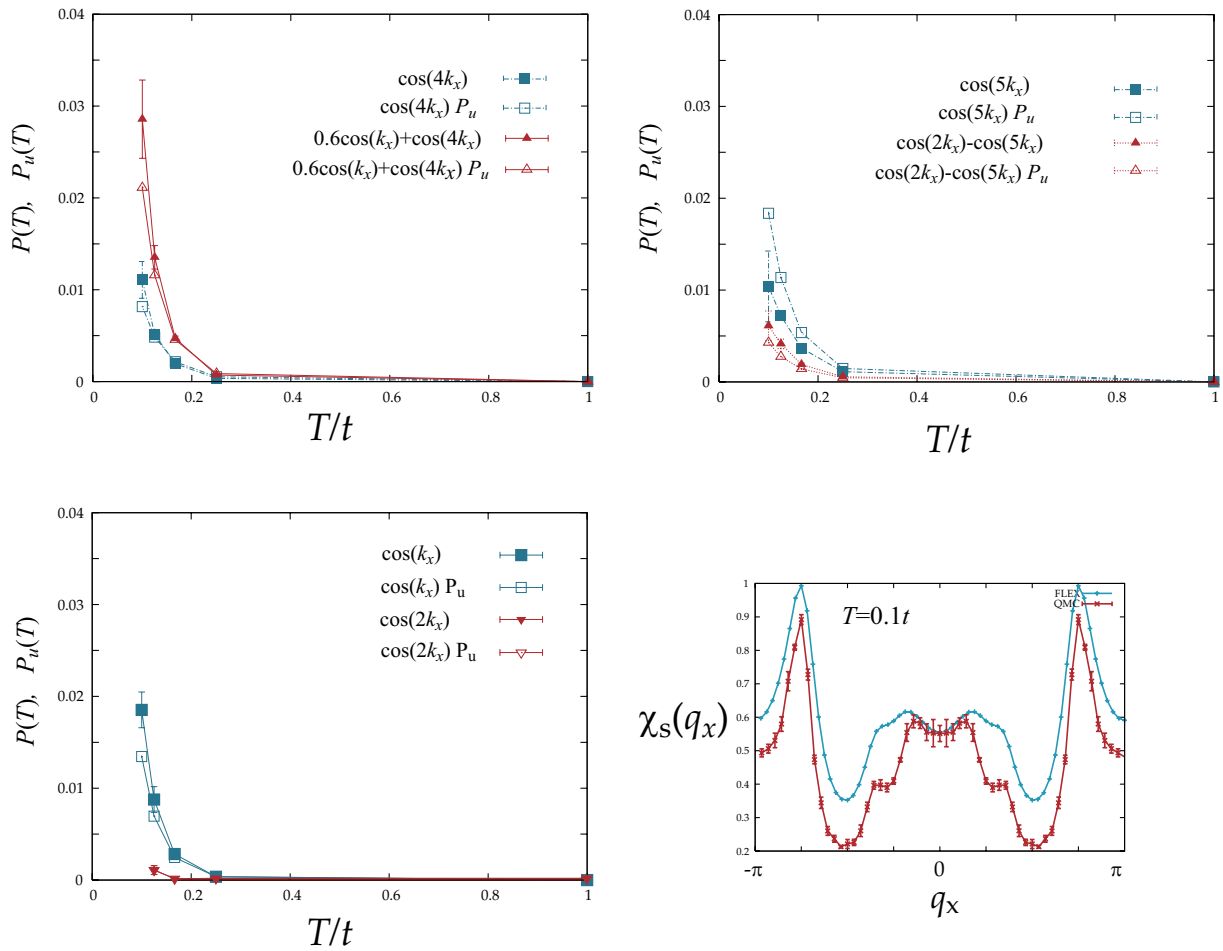 0.04
0.03
0.02
0.01
0
P(T), P_u(T)
cos(4k_x)
cos(4k_x) P_u
0.6cos(k_x)+cos(4k_x)
0.6cos(k_x)+cos(4k_x) P_u
0 0.2 0.4 0.6 0.8 1
T/t
0.04
0.03
0.02
0.01
0
P(T), P_u(T)
cos(5k_x)
cos(5k_x) P_u
cos(2k_x)-cos(5k_x)
cos(2k_x)-cos(5k_x) P_u
0 0.2 0.4 0.6 0.8 1
T/t
0.04
0.03
0.02
0.01
0
P(T), P_u(T)
cos(k_x)
cos(k_x) P_u
cos(2k_x)
cos(2k_x) P_u
0 0.2 0.4 0.6 0.8 1
T/t
1
0.9
0.8
0.7
0.6
0.5
0.4
0.3
0.2
χ_s(q_x)
T=0.1t
FLEX
QMC
-π 0 π
q_x